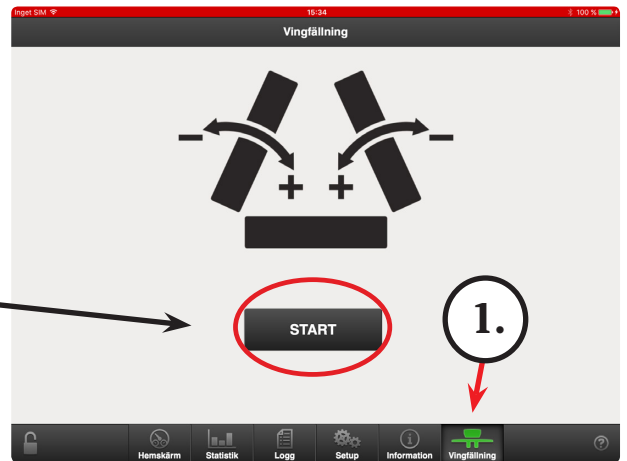 Inget SIM 15:34 100 %
Vingfällning
− −
+ +
START
1.
Hemskärm Statistik Logg Setup Information Vingfällning ?